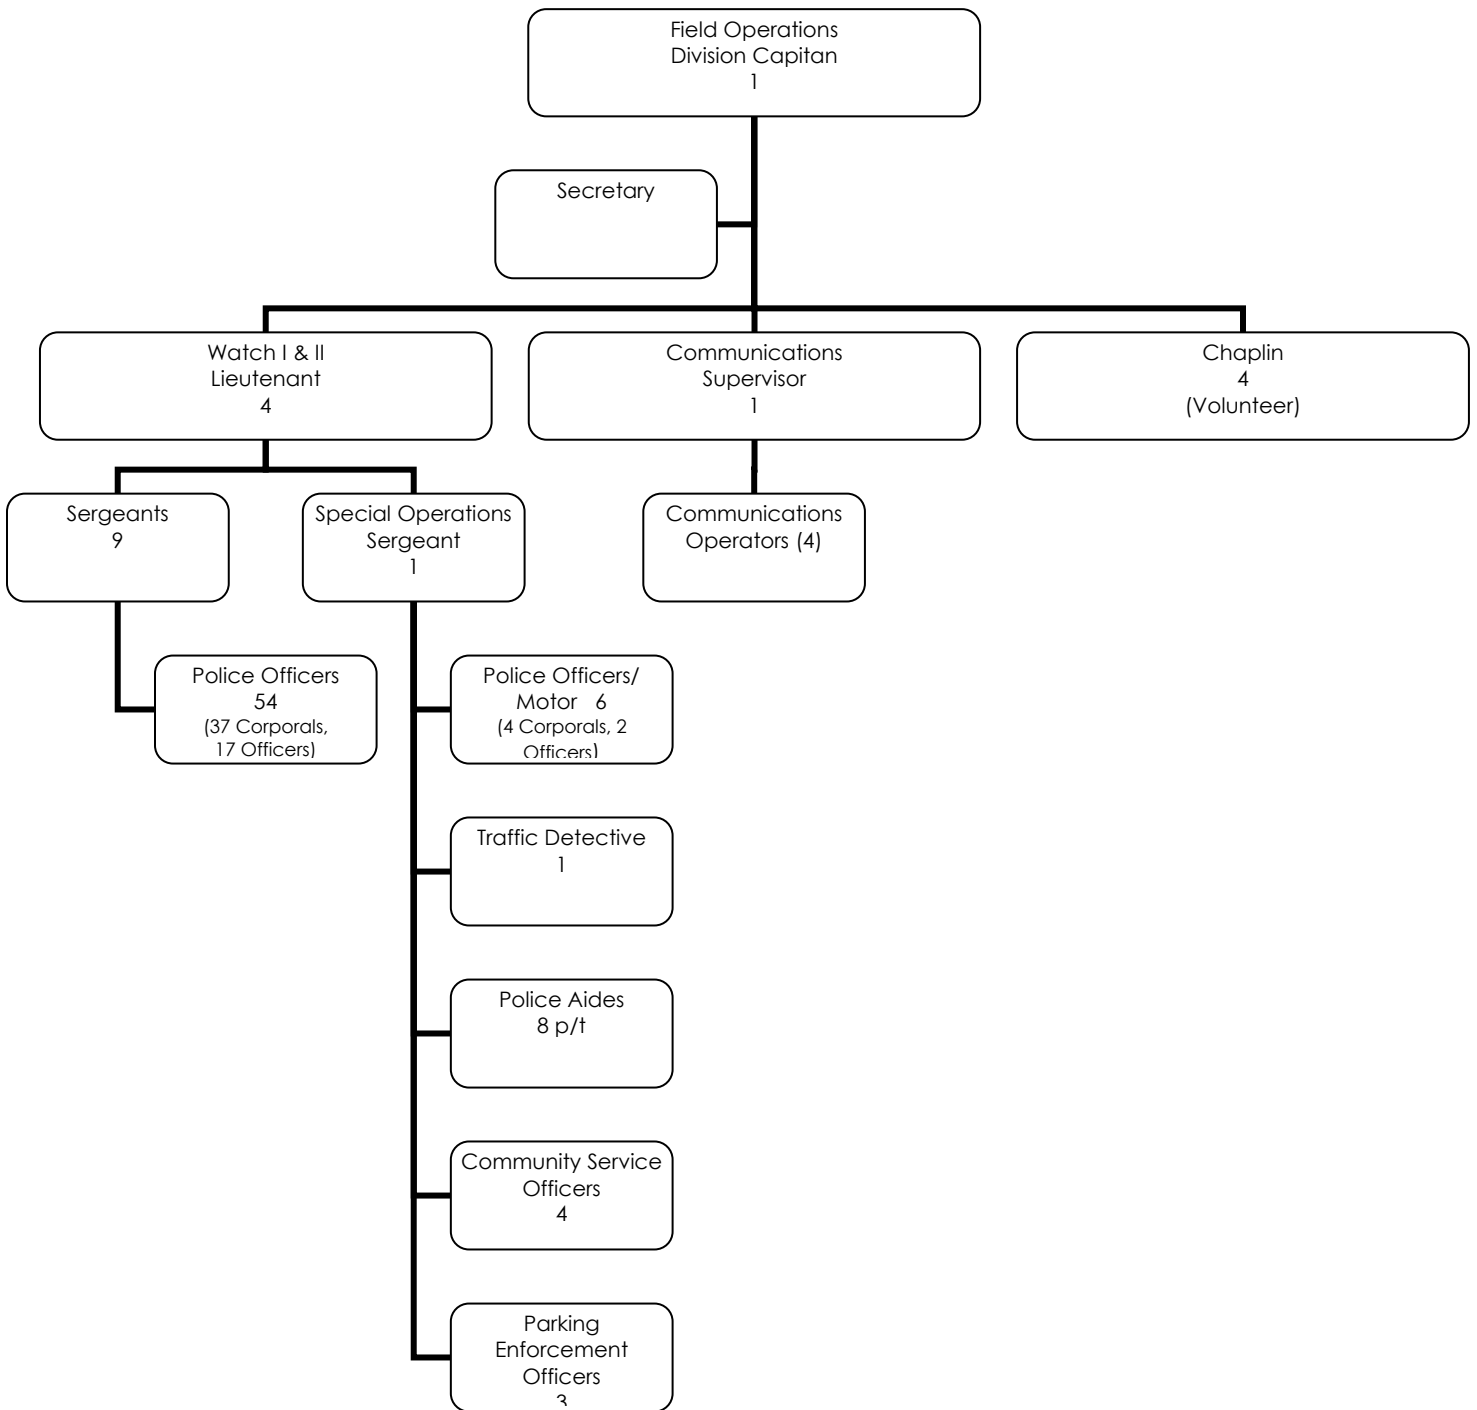 Field Operations
Division Capitan
1
Secretary
Watch I & II
Lieutenant
4
Communications
Supervisor
1
Chaplin
4
(Volunteer)
Sergeants
9
Special Operations
Sergeant
1
Communications
Operators (4)
Police Officers
54
(37 Corporals,
17 Officers)
Police Officers/
Motor 6
(4 Corporals, 2
Officers)
Traffic Detective
1
Police Aides
8 p/t
Community Service
Officers
4
Parking
Enforcement
Officers
3